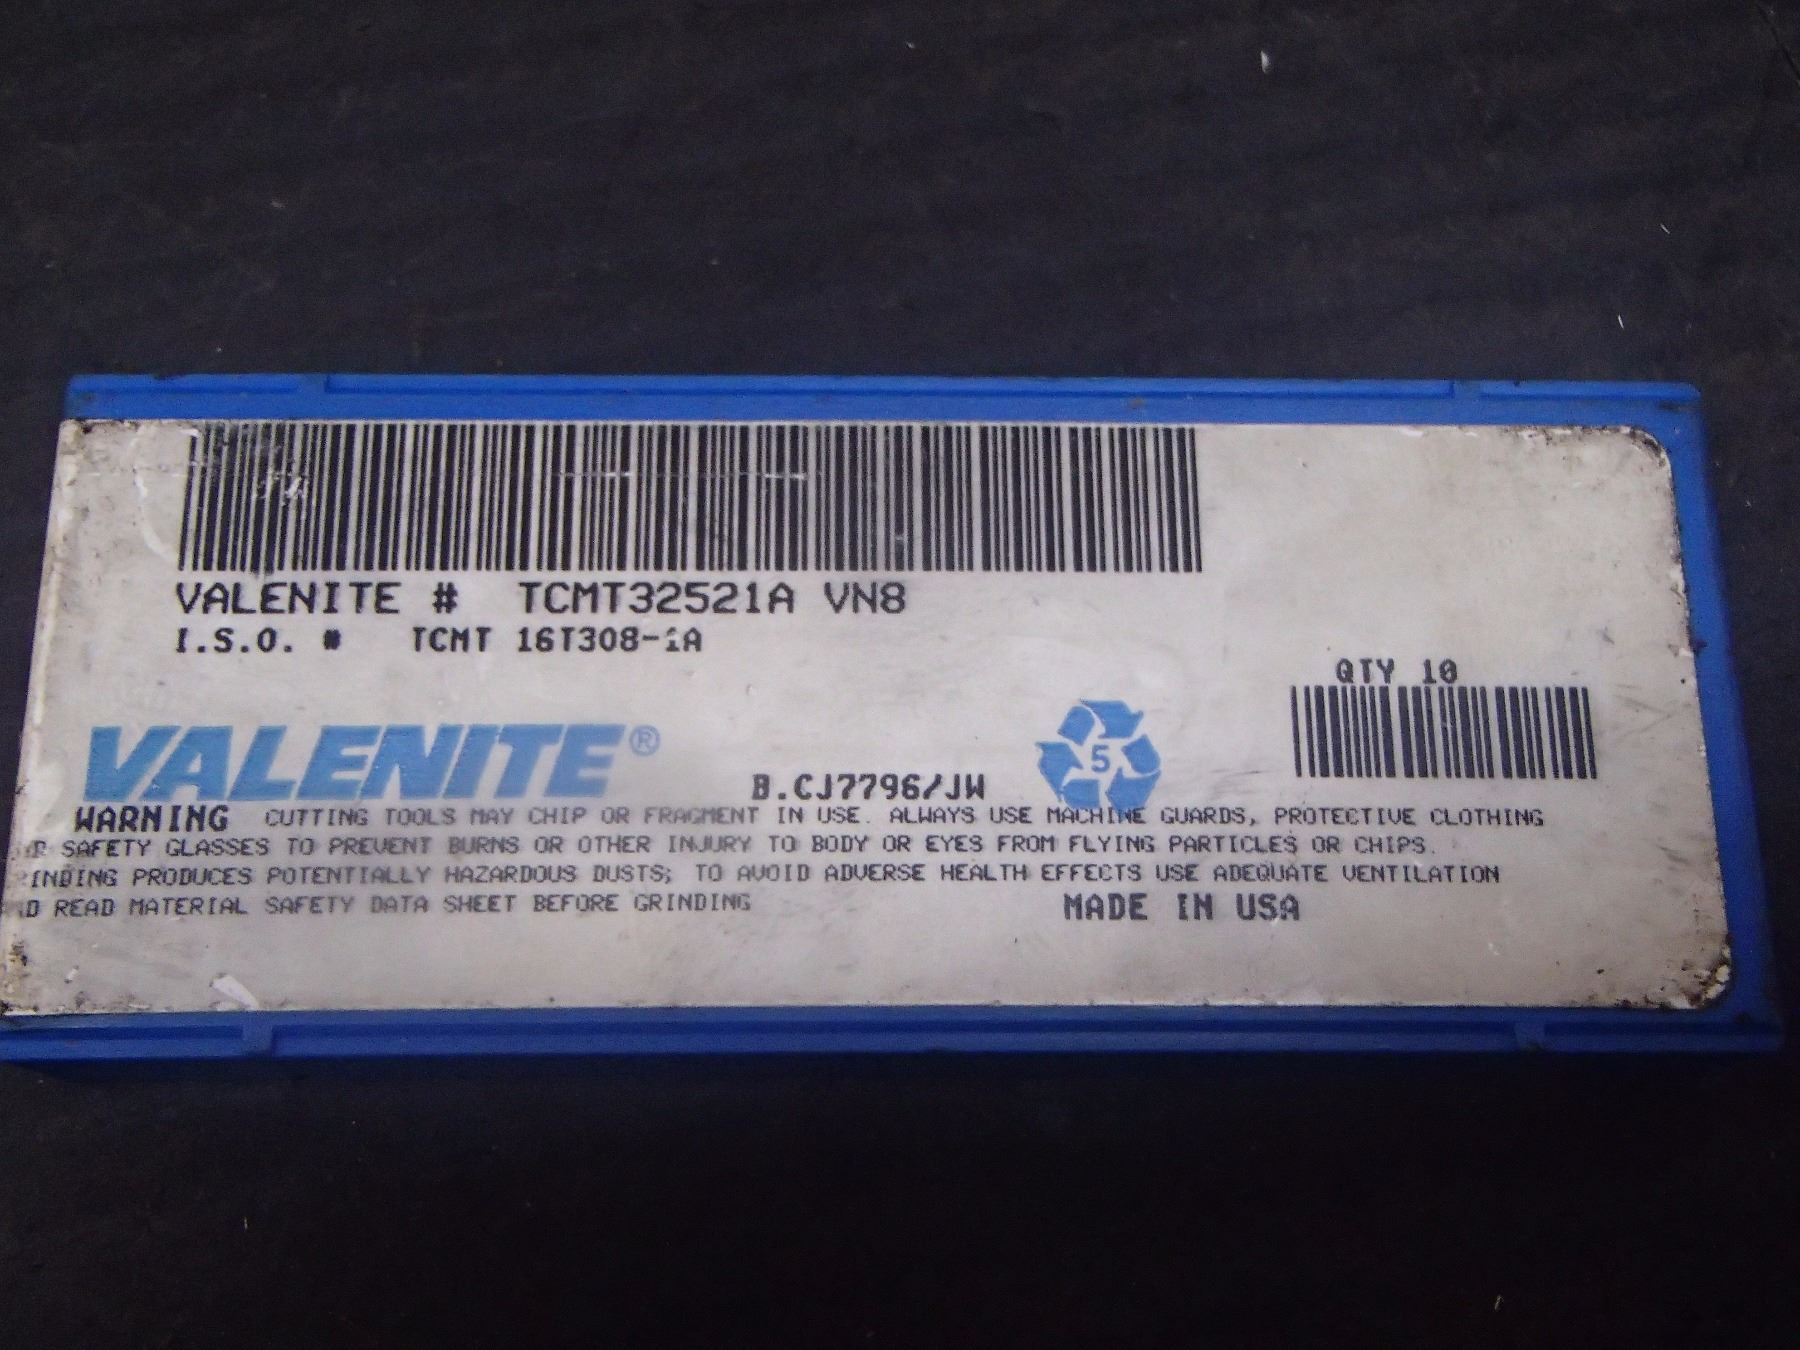 VALENITE # TCMT32521A VN8
I.S.O. # TCMT 16T308-1A
QTY 10
VALENITE®
5
B.CJ7796/JW
WARNING CUTTING TOOLS MAY CHIP OR FRAGMENT IN USE. ALWAYS USE MACHINE GUARDS, PROTECTIVE CLOTHING
SAFETY GLASSES TO PREVENT BURNS OR OTHER INJURY TO BODY OR EYES FROM FLYING PARTICLES OR CHIPS.
INDING PRODUCES POTENTIALLY HAZARDOUS DUSTS; TO AVOID ADVERSE HEALTH EFFECTS USE ADEQUATE VENTILATION
D READ MATERIAL SAFETY DATA SHEET BEFORE GRINDING
MADE IN USA